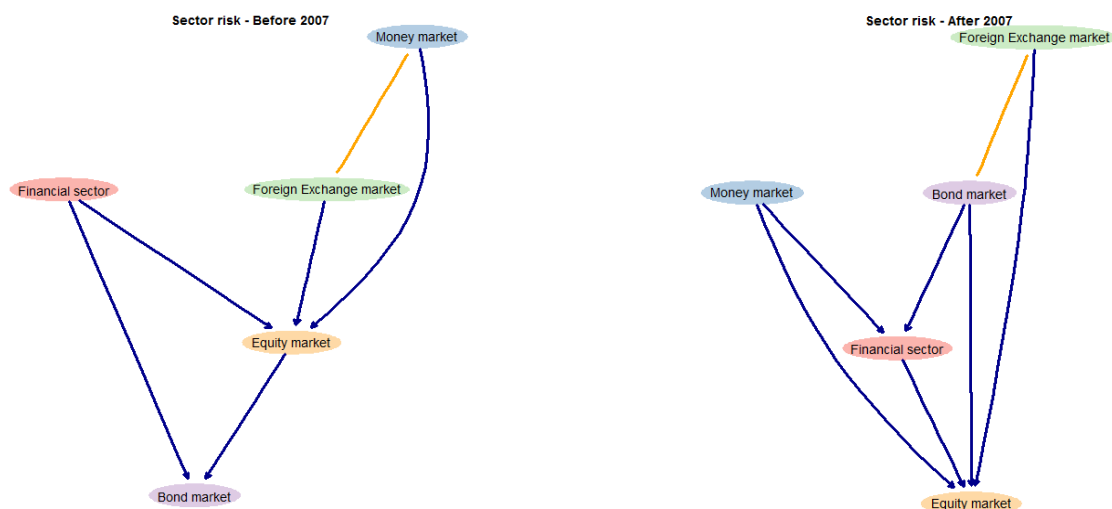 Sector risk - Before 2007
Money market
Financial sector
Foreign Exchange market
Equity market
Bond market
Sector risk - After 2007
Foreign Exchange market
Money market
Bond market
Financial sector
Equity market